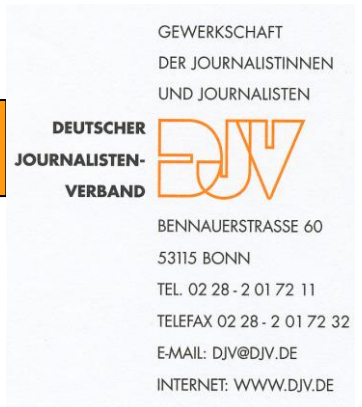 GEWERKSCHAFT
DER JOURNALISTINNEN
UND JOURNALISTEN
DEUTSCHER
JOURNALISTEN-
VERBAND
DJV
BENNAUERSTRASSE 60
53115 BONN
TEL. 02 28 - 2 01 72 11
TELEFAX 02 28 - 2 01 72 32
E-MAIL: DJV@DJV.DE
INTERNET: WWW.DJV.DE